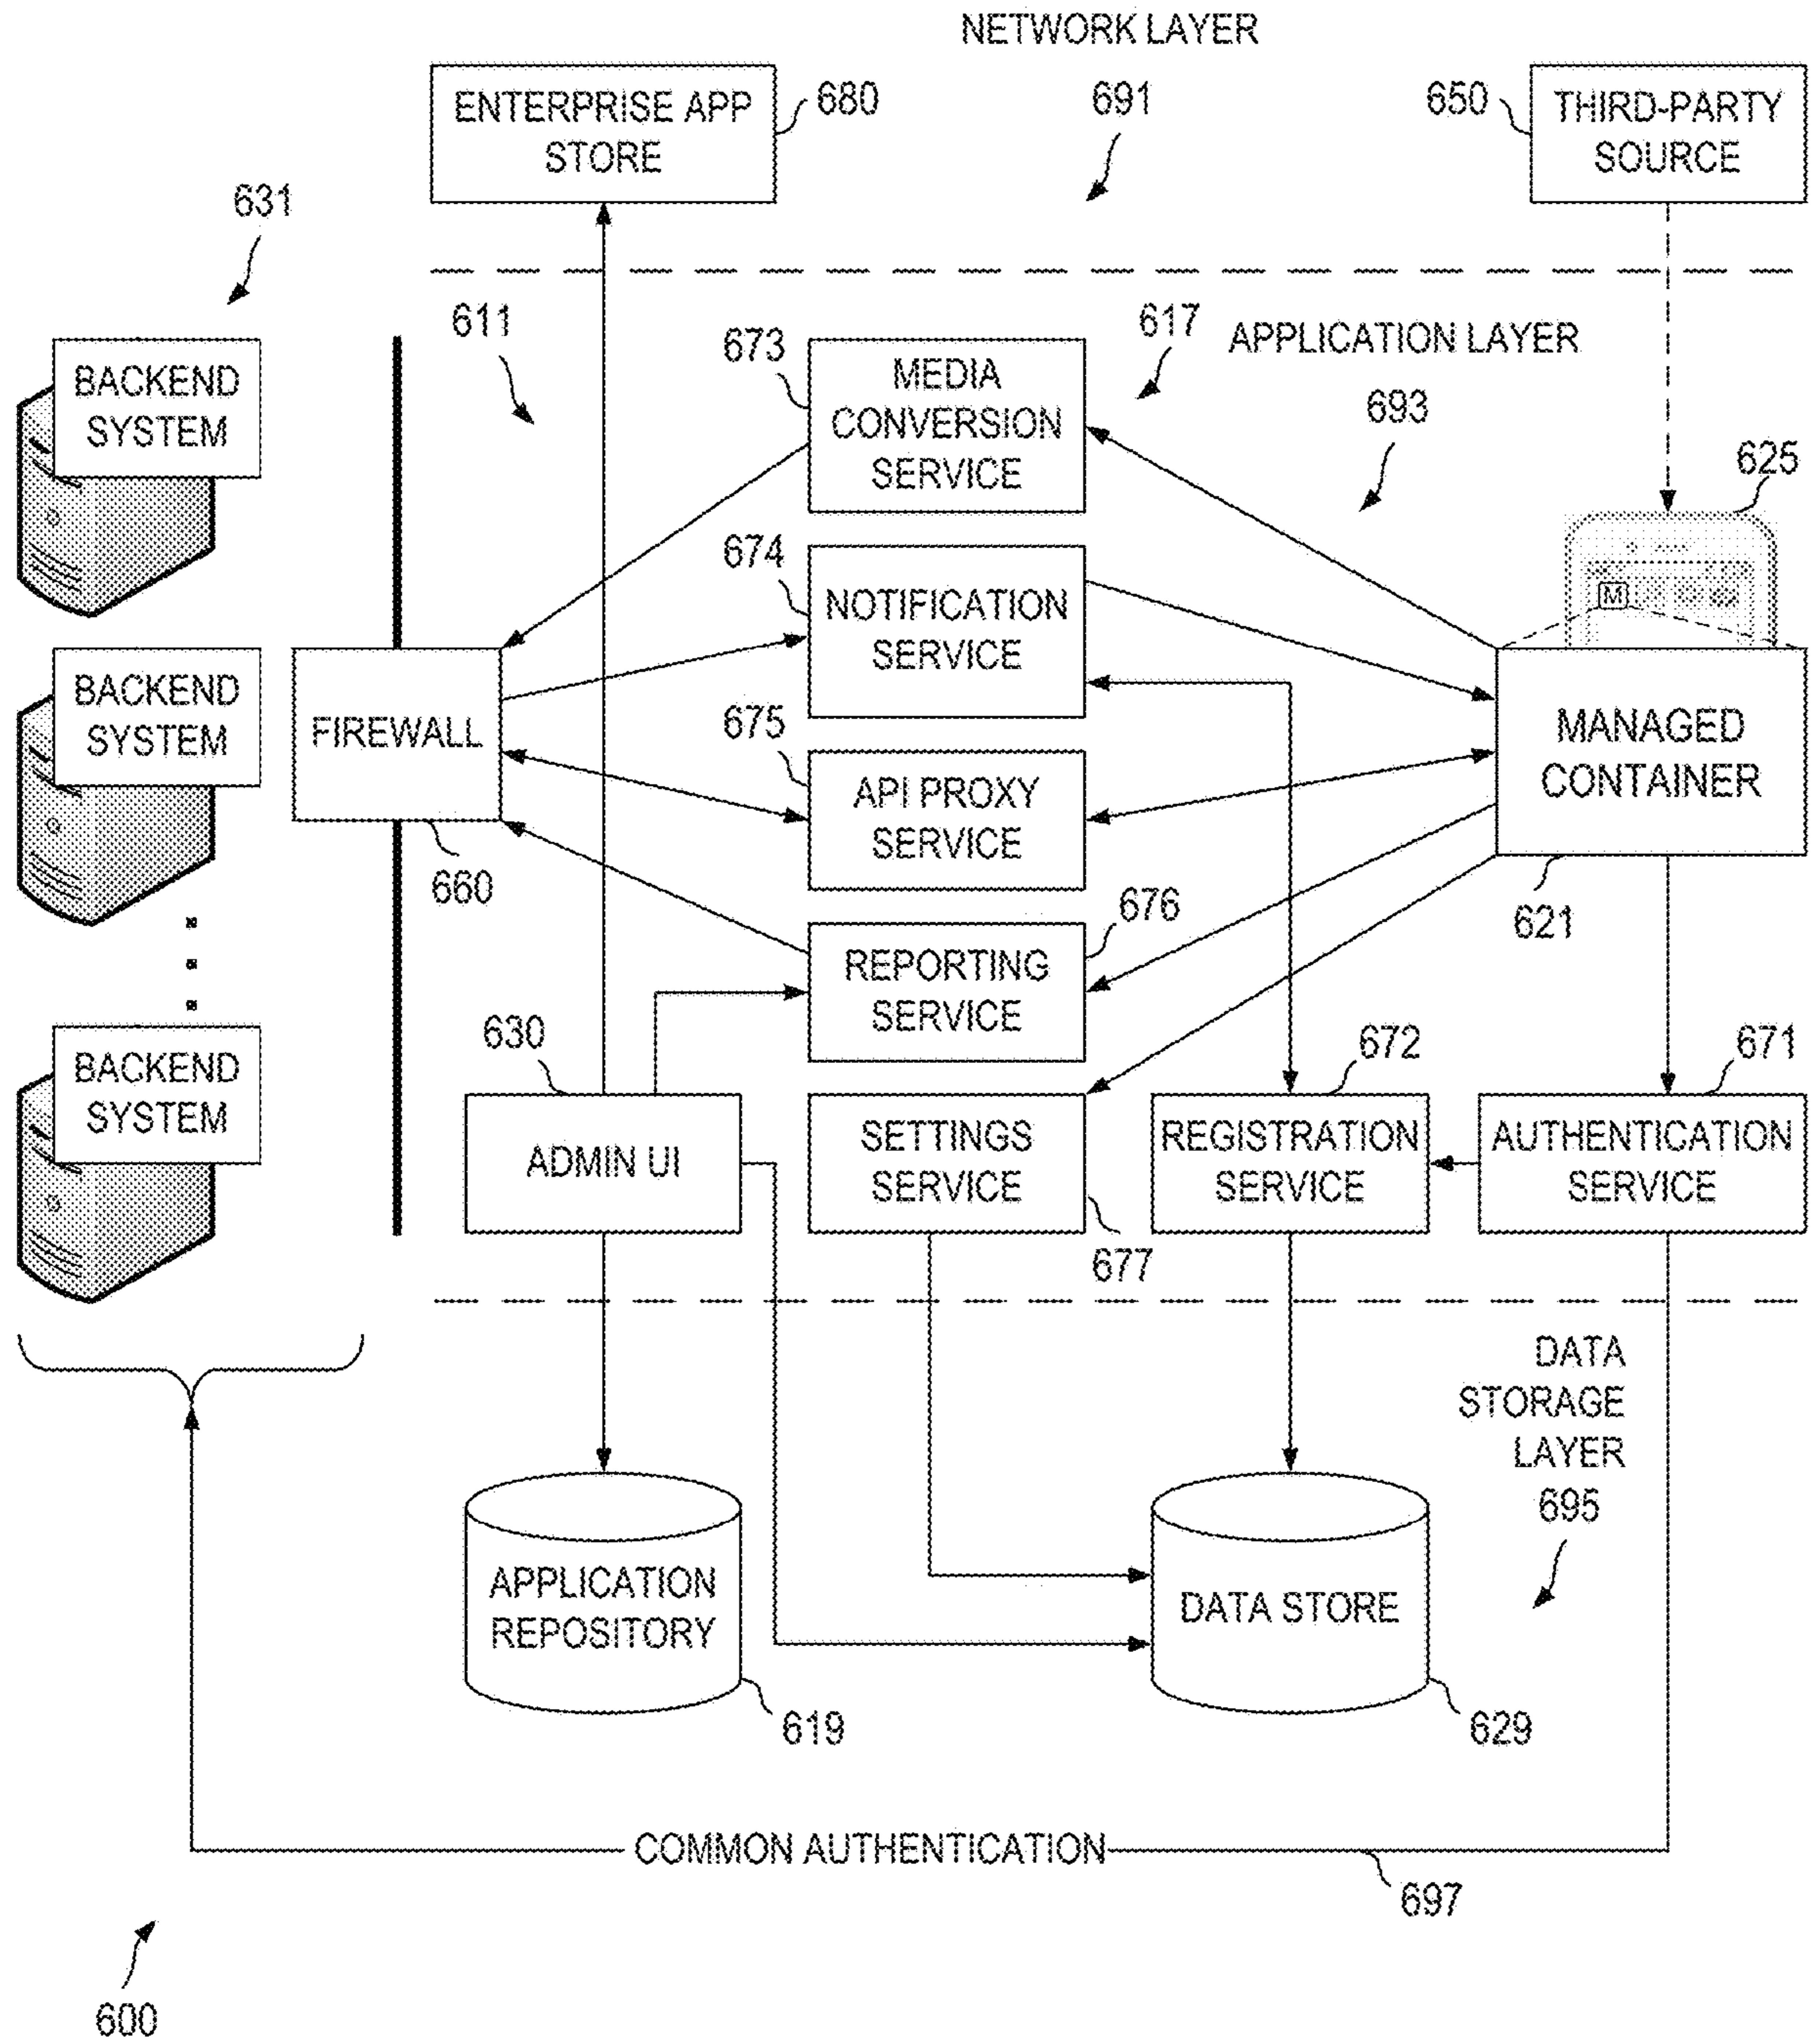 NETWORK LAYER
691
ENTERPRISE APP
STORE
680
650
THIRD-PARTY
SOURCE
631
611
617
APPLICATION LAYER
693
BACKEND
SYSTEM
673
MEDIA
CONVERSION
SERVICE
625
M
674
NOTIFICATION
SERVICE
BACKEND
SYSTEM
FIREWALL
660
675
API PROXY
SERVICE
MANAGED
CONTAINER
621
676
REPORTING
SERVICE
BACKEND
SYSTEM
630
ADMIN UI
SETTINGS
SERVICE
677
672
REGISTRATION
SERVICE
671
AUTHENTICATION
SERVICE
DATA
STORAGE
LAYER
695
APPLICATION
REPOSITORY
619
DATA STORE
629
COMMON AUTHENTICATION
697
600